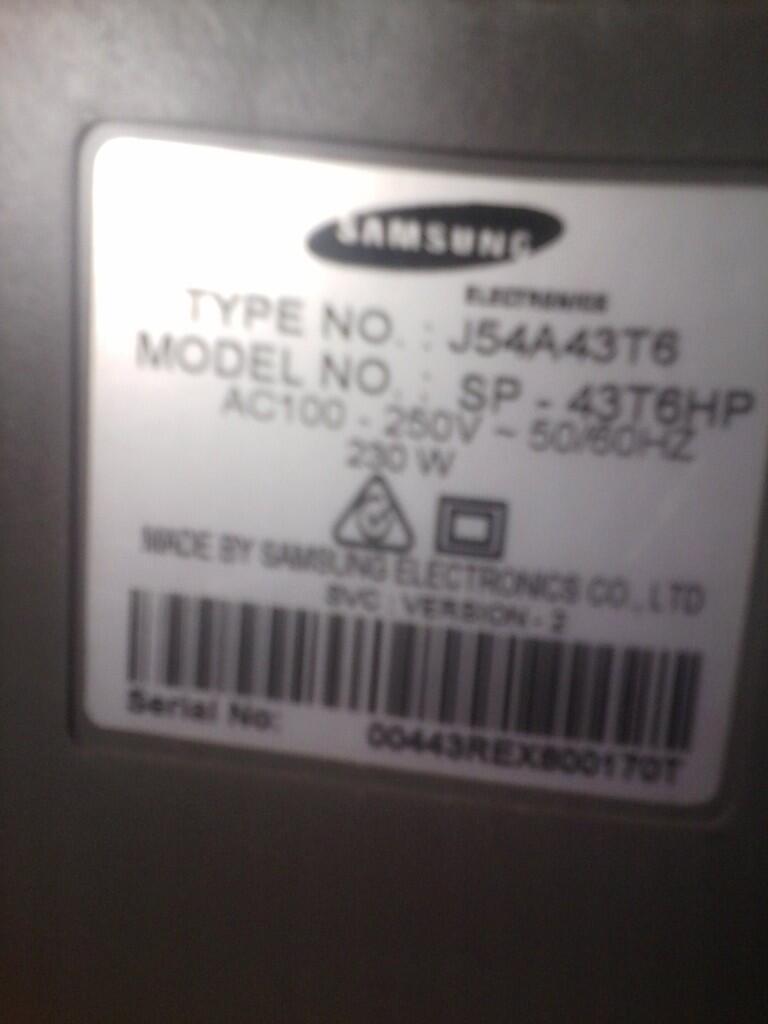 SAMSUNG
ELECTRONICS
TYPE NO. : J54A43T6
MODEL NO. : SP - 43T6HP
AC100 - 250V ~ 50/60HZ
230 W
MADE BY SAMSUNG ELECTRONICS CO., LTD
SVC VERSION - 2
Serial No: 00443REX800170T